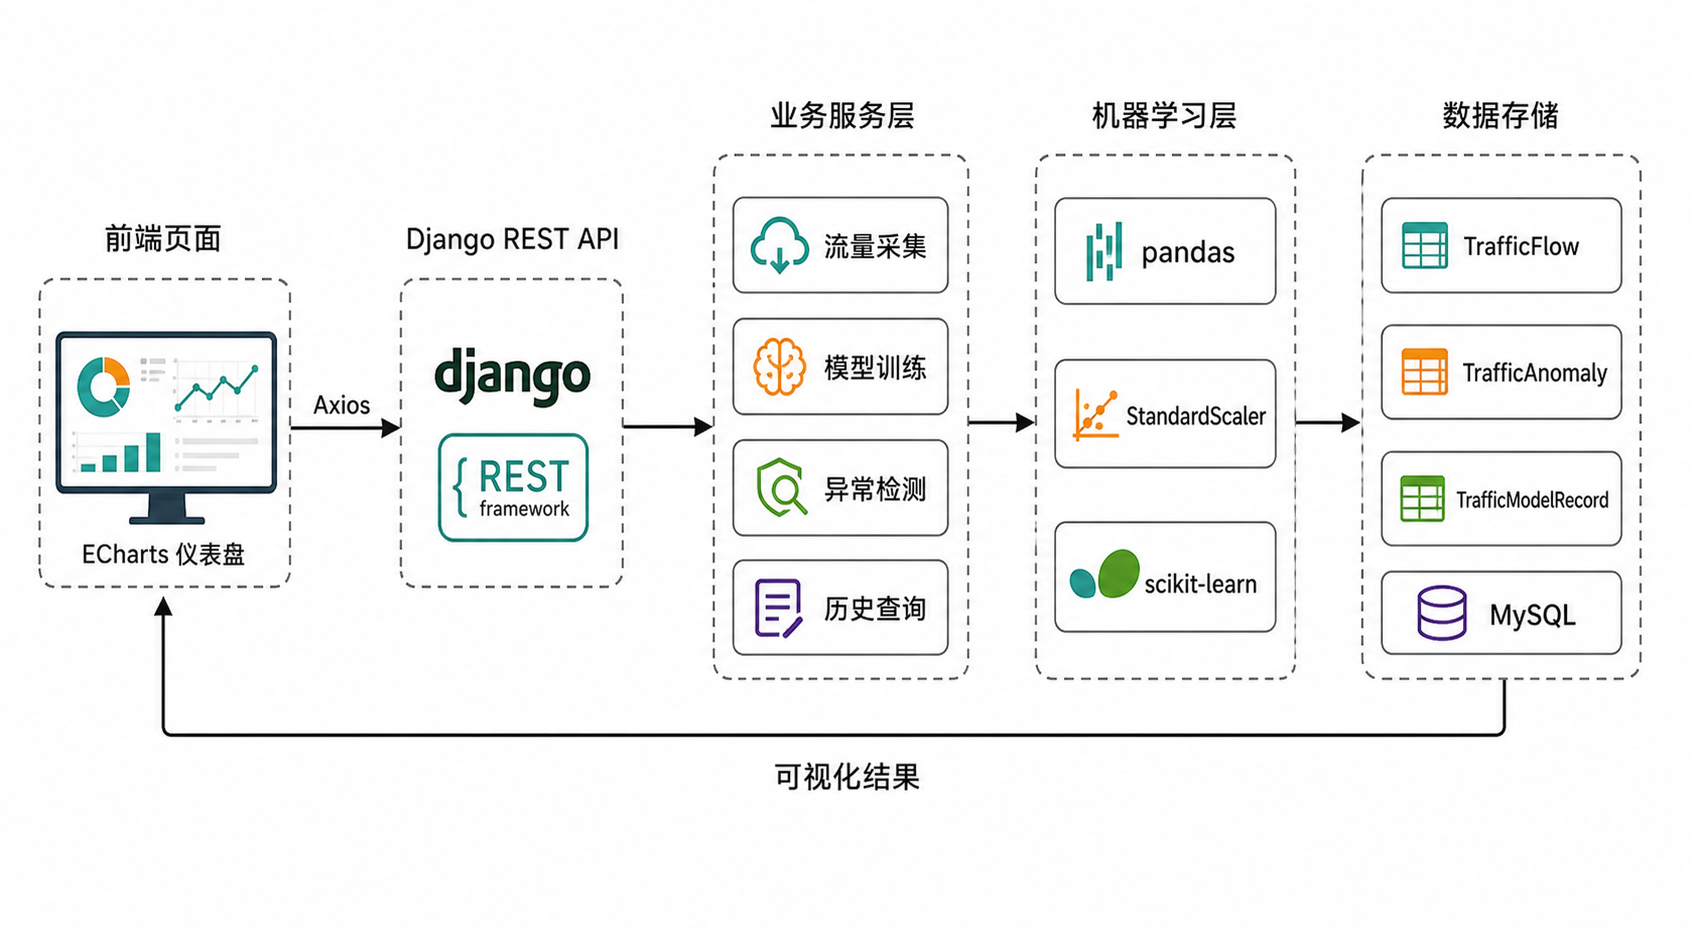 前端页面
ECharts 仪表盘
Axios
Django REST API
django
REST
framework
业务服务层
流量采集
模型训练
异常检测
历史查询
机器学习层
pandas
StandardScaler
scikit-learn
数据存储
TrafficFlow
TrafficAnomaly
TrafficModelRecord
MySQL
可视化结果